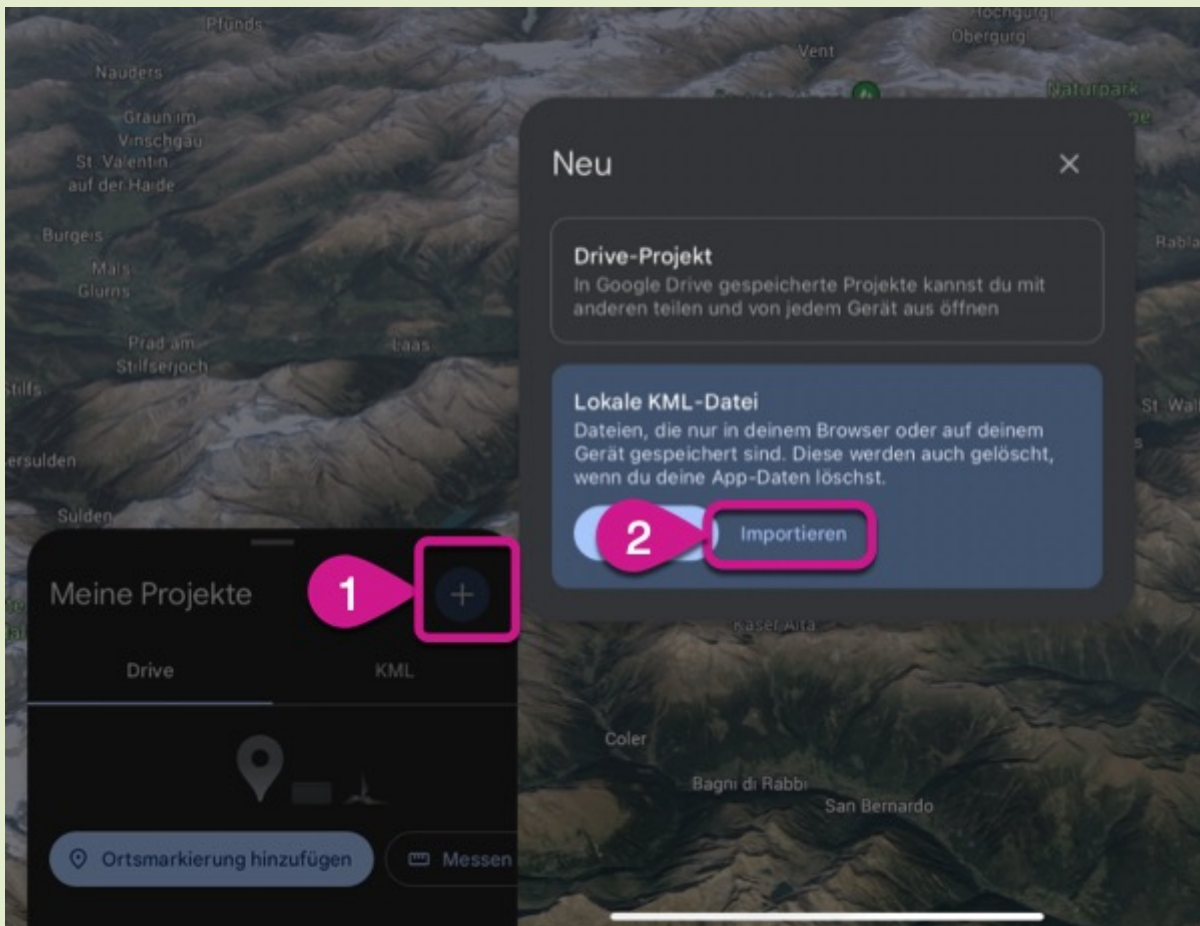 Pfunds
Hochgurgl
Obergurgl
Vent
Nauders
Naturpark
Graun im
Vinschgau
St. Valentin
auf der Haide
Neu
Drive-Projekt
In Google Drive gespeicherte Projekte kannst du mit
anderen teilen und von jedem Gerät aus öffnen
Burgeis
Mals
Glurns
Prad am
Stilfserjoch
Laas
Stilfs
Lokale KML-Datei
Dateien, die nur in deinem Browser oder auf deinem
Gerät gespeichert sind. Diese werden auch gelöscht,
wenn du deine App-Daten löschst.
2
Importieren
Sulden
Meine Projekte
1
+
Drive
KML
Ortsmarkierung hinzufügen
Messen
Kaser Alta
Coler
Bagni di Rabbi
San Bernardo